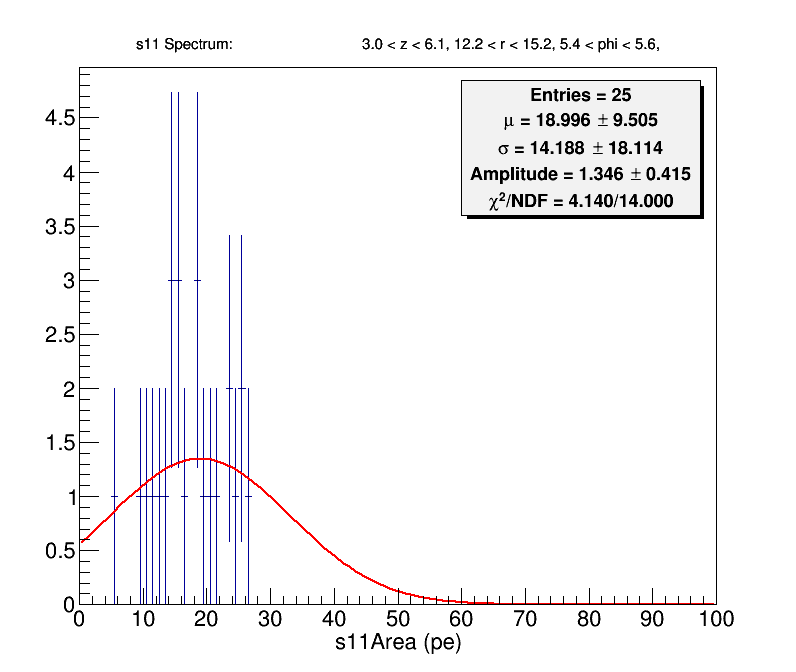 s11 Spectrum: 3.0 < z < 6.1, 12.2 < r < 15.2, 5.4 < phi < 5.6,
Entries = 25
μ = 18.996 ± 9.505
σ = 14.188 ± 18.114
Amplitude = 1.346 ± 0.415
χ²/NDF = 4.140/14.000
4.5
4
3.5
3
2.5
2
1.5
1
0.5
0
0 10 20 30 40 50 60 70 80 90 100
s11Area (pe)